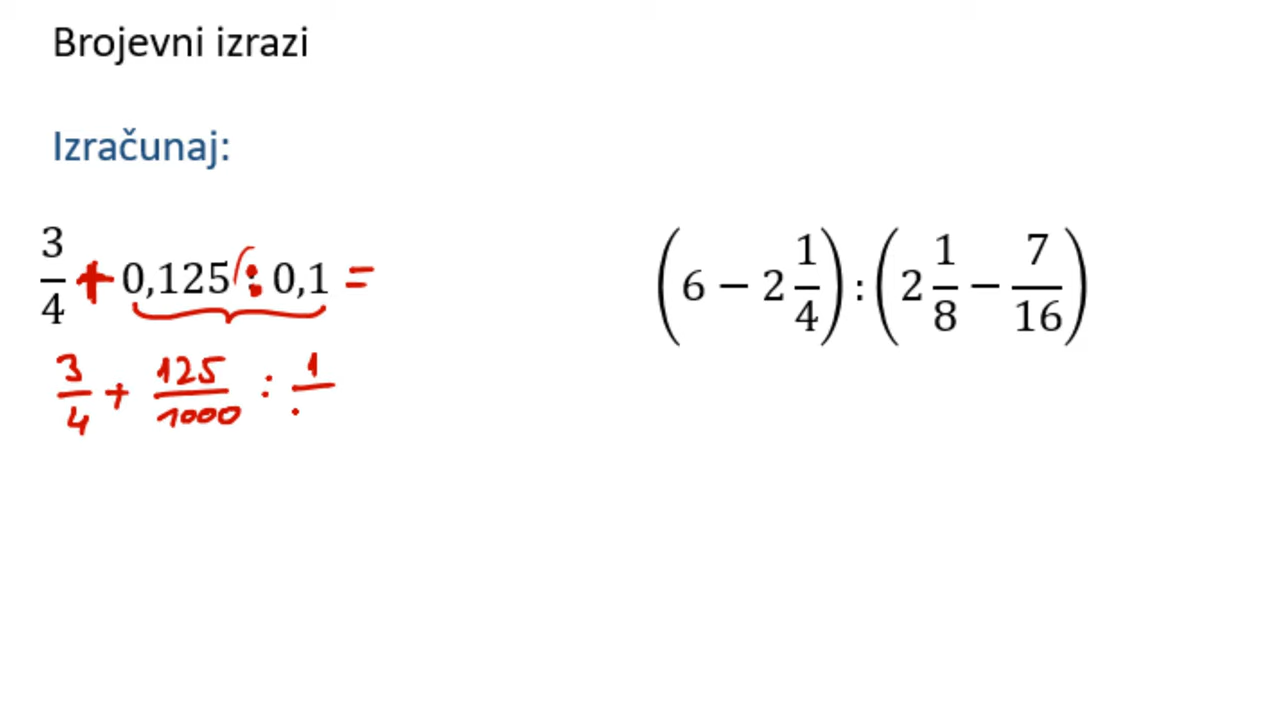 Brojevni izrazi
Izračunaj:
3/4 + 0,125 : 0,1 =
3/4 + 125/1000 : 1/
(6 − 2 1/4) : (2 1/8 − 7/16)